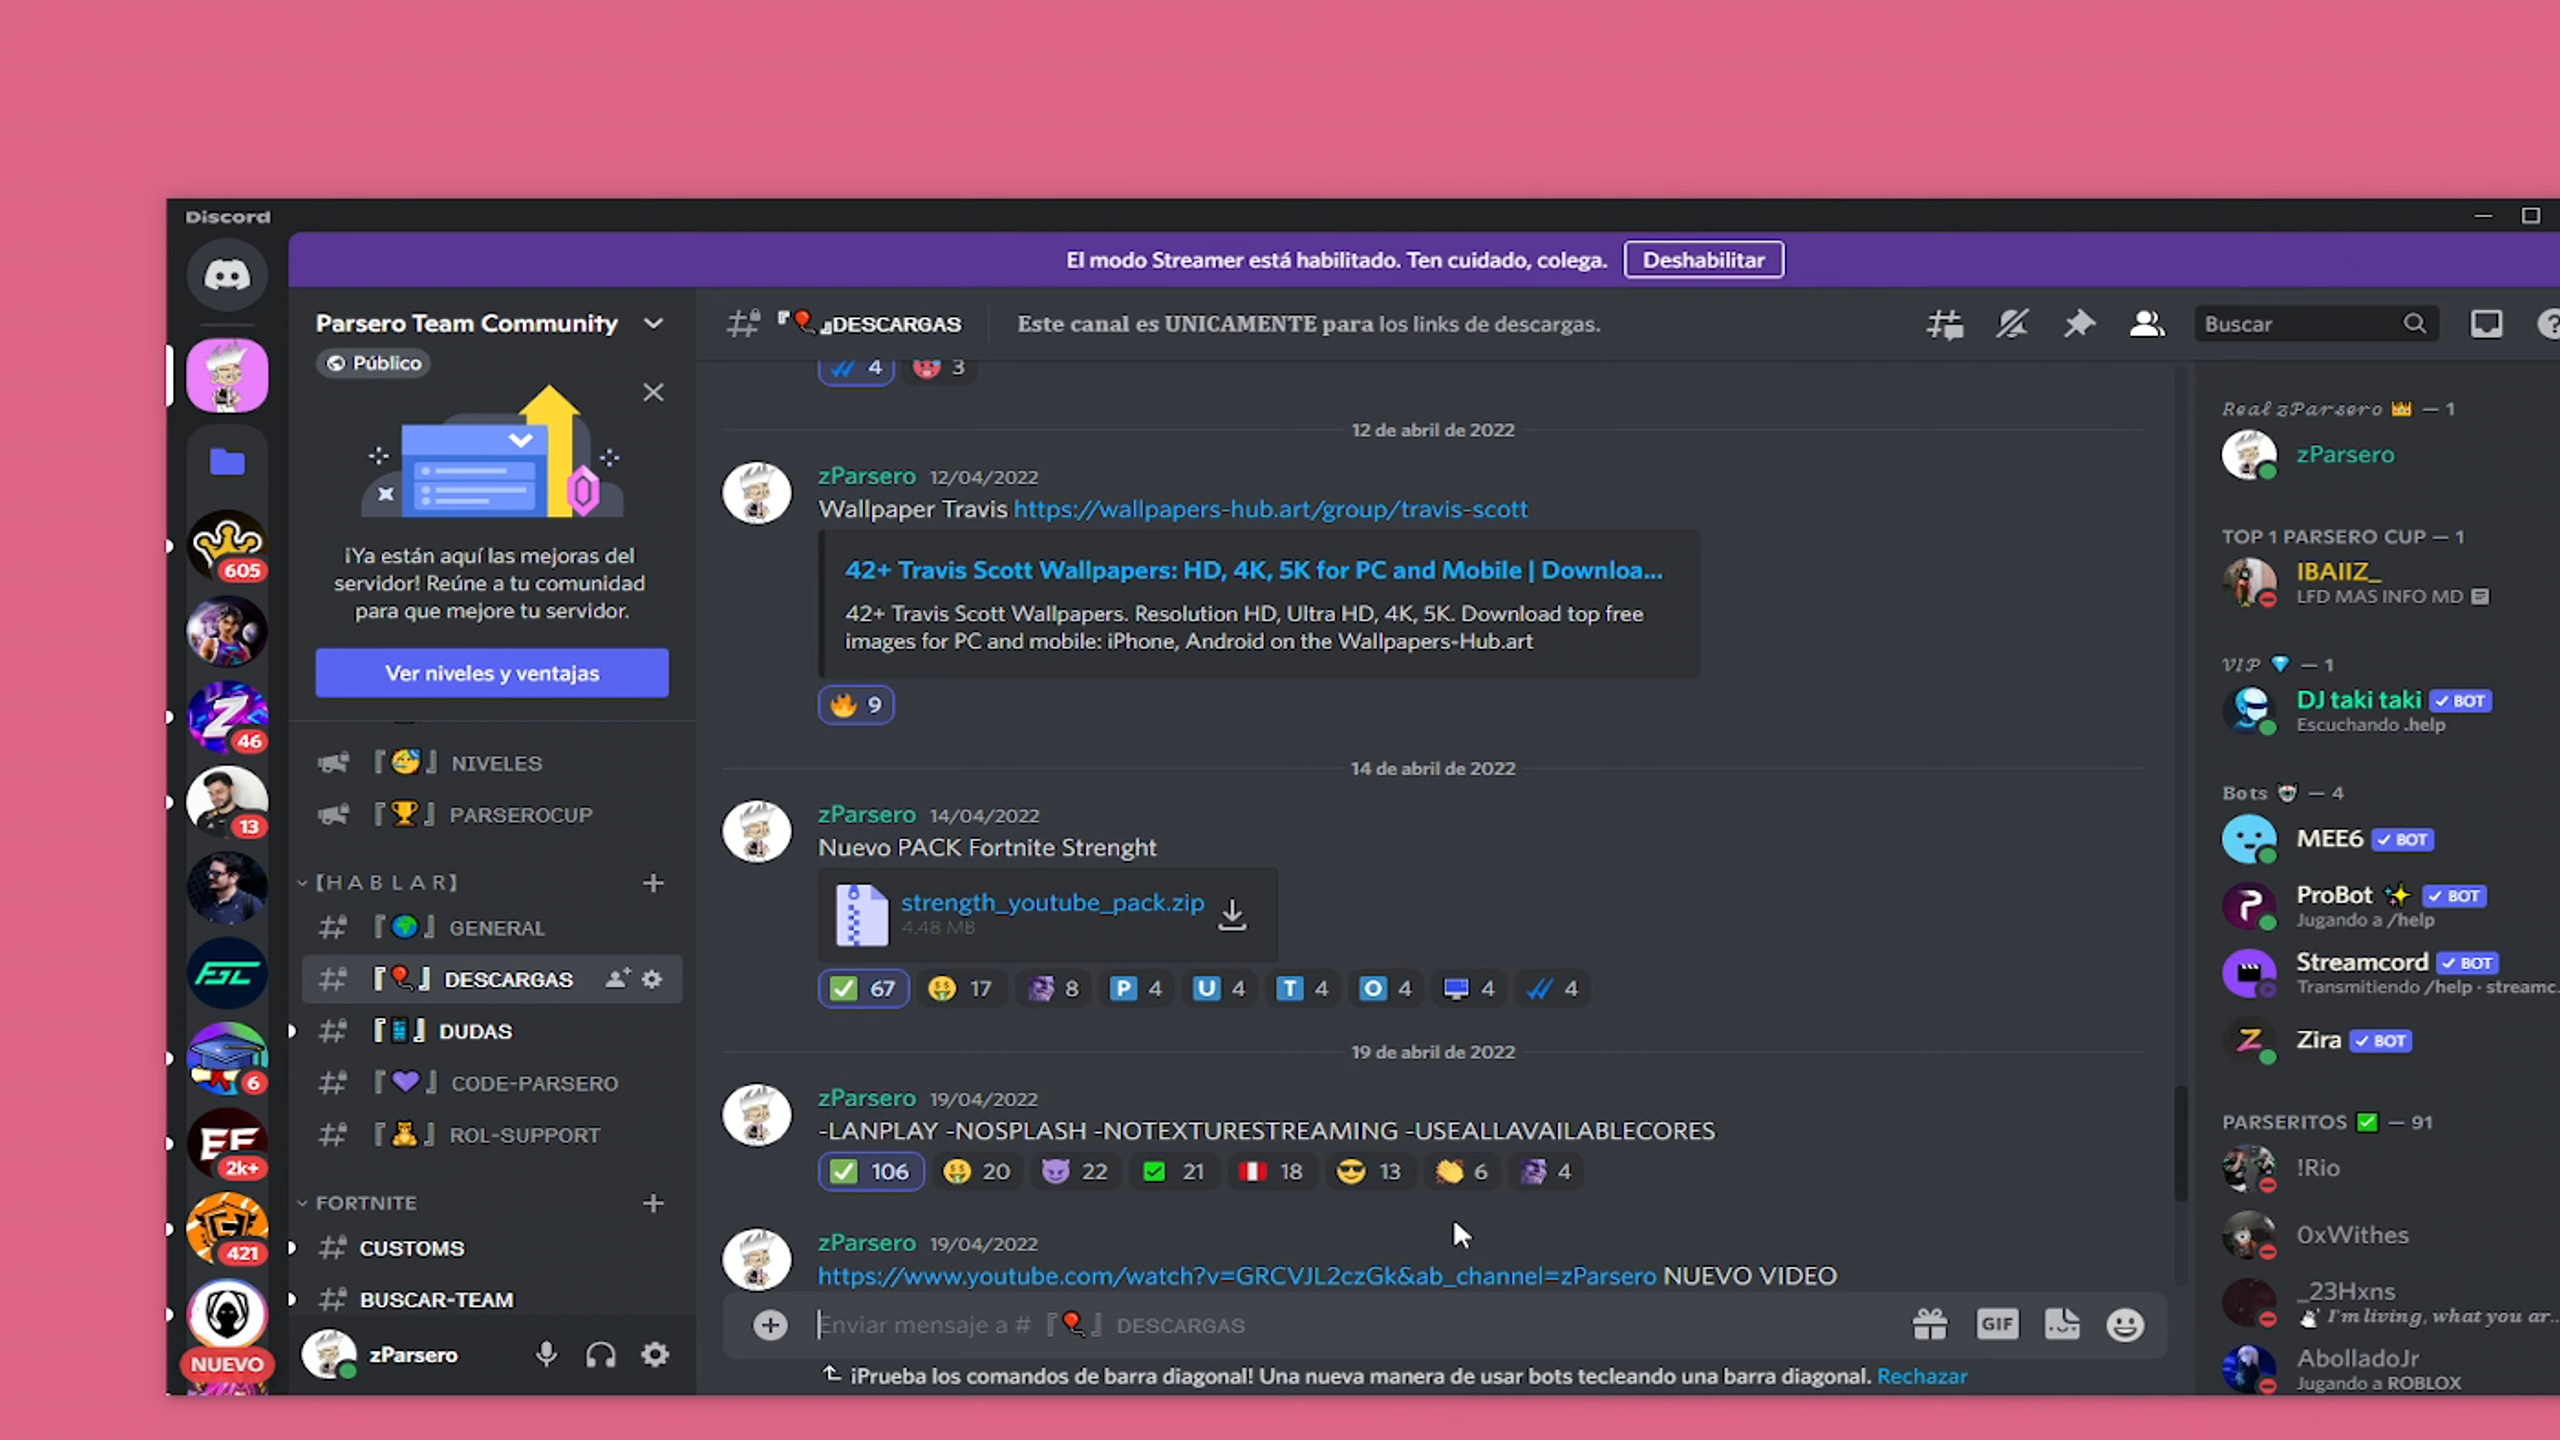 Discord
El modo Streamer está habilitado. Ten cuidado, colega. Deshabilitar
Parsero Team Community
Público
¡Ya están aquí las mejoras del
servidor! Reúne a tu comunidad
para que mejore tu servidor.
Ver niveles y ventajas
『🥳』 NIVELES
『🏆』 PARSEROCUP
【H A B L A R】
『🌍』 GENERAL
『🎈』 DESCARGAS
『📱』 DUDAS
『💜』 CODE-PARSERO
『🧸』 ROL-SUPPORT
FORTNITE
CUSTOMS
BUSCAR-TEAM
zParsero
605
46
13
FGL
6
EF
2k+
421
NUEVO
『🎈』DESCARGAS
Este canal es UNICAMENTE para los links de descargas.
Buscar
4 3
12 de abril de 2022
zParsero 12/04/2022
Wallpaper Travis https://wallpapers-hub.art/group/travis-scott
42+ Travis Scott Wallpapers: HD, 4K, 5K for PC and Mobile | Downloa...
42+ Travis Scott Wallpapers. Resolution HD, Ultra HD, 4K, 5K. Download top free
images for PC and mobile: iPhone, Android on the Wallpapers-Hub.art
🔥 9
14 de abril de 2022
zParsero 14/04/2022
Nuevo PACK Fortnite Strenght
strength_youtube_pack.zip
4.48 MB
✅ 67 🤑 17 8 P 4 U 4 T 4 O 4 🖥 4 4
19 de abril de 2022
zParsero 19/04/2022
-LANPLAY -NOSPLASH -NOTEXTURESTREAMING -USEALLAVAILABLECORES
✅ 106 🤑 20 😈 22 21 🇵🇪 18 😎 13 👏 6 4
zParsero 19/04/2022
https://www.youtube.com/watch?v=GRCVJL2czGk&ab_channel=zParsero NUEVO VIDEO
Enviar mensaje a # 『🎈』 DESCARGAS
GIF
¡Prueba los comandos de barra diagonal! Una nueva manera de usar bots tecleando una barra diagonal. Rechazar
𝓡𝓮𝓪𝓵 𝔃𝓟𝓪𝓻𝓼𝓮𝓻𝓸 👑 — 1
zParsero
TOP 1 PARSERO CUP — 1
IBAIIZ_
LFD MAS INFO MD
𝓥𝓘𝓟 💎 — 1
DJ taki taki BOT
Escuchando .help
Bots — 4
MEE6 BOT
ProBot ✨ BOT
Jugando a /help
Streamcord BOT
Transmitiendo /help · streamc...
Zira BOT
PARSERITOS ✅ — 91
!Rio
0xWithes
_23Hxns
I'm living, what you ar...
AbolladoJr
Jugando a ROBLOX